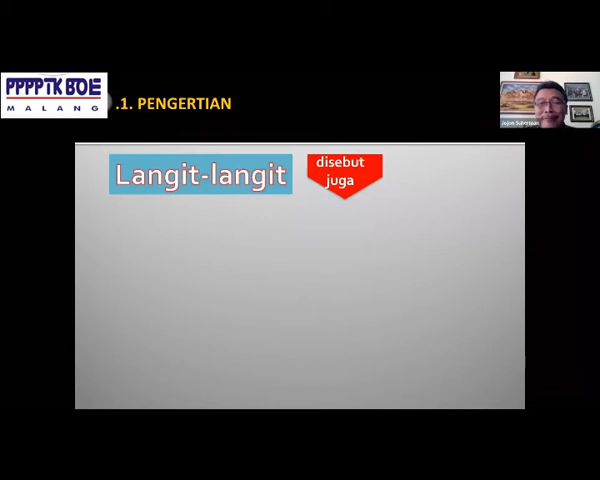 PPPPTK BOE
MALANG
.1. PENGERTIAN
Langit-langit
disebut
juga